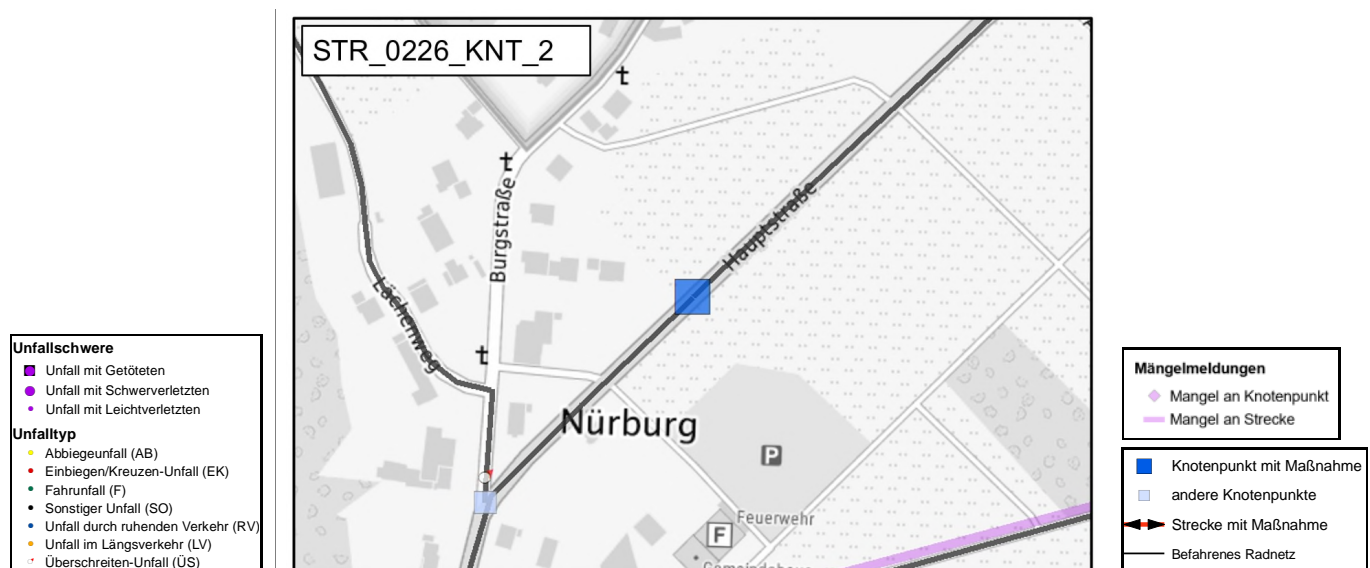 STR_0226_KNT_2
Burgstraße
Hauptstraße
Lächenweg
Nürburg
P
Feuerwehr
F
Gemeindehaus
Unfallschwere
Unfall mit Getöteten
Unfall mit Schwerverletzten
Unfall mit Leichtverletzten
Unfalltyp
Abbiegeunfall (AB)
Einbiegen/Kreuzen-Unfall (EK)
Fahrunfall (F)
Sonstiger Unfall (SO)
Unfall durch ruhenden Verkehr (RV)
Unfall im Längsverkehr (LV)
Überschreiten-Unfall (ÜS)
Mängelmeldungen
Mangel an Knotenpunkt
Mangel an Strecke
Knotenpunkt mit Maßnahme
andere Knotenpunkte
Strecke mit Maßnahme
Befahrenes Radnetz